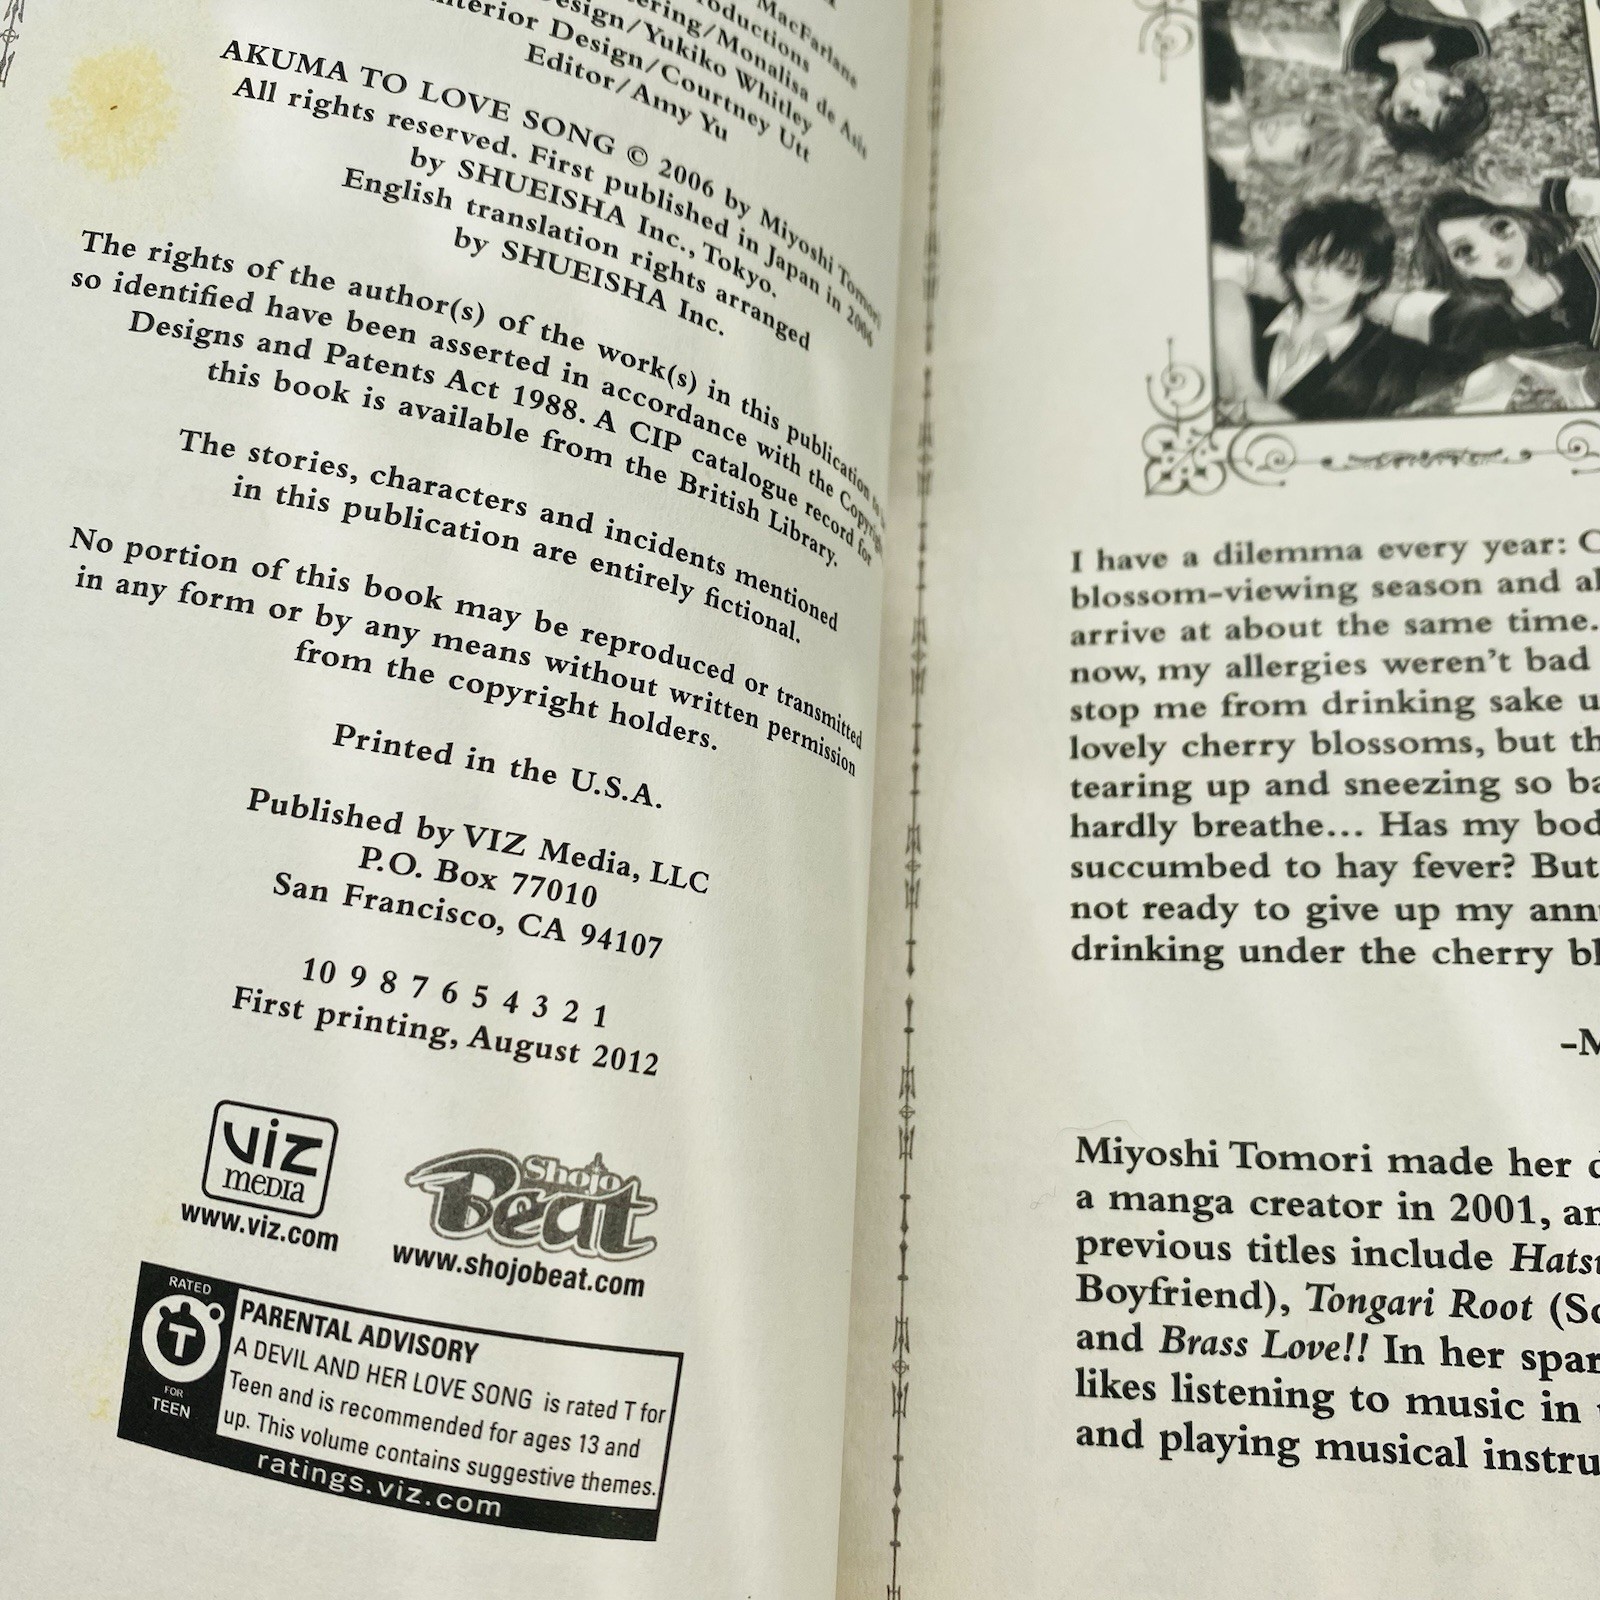 MacFarlane
Design/Yukiko Whitley
Interior Design/Courtney Utt
Editor/Amy Yu
AKUMA TO LOVE SONG © 2006 by Miyoshi Tomori
All rights reserved. First published in Japan in 2006
by SHUEISHA Inc., Tokyo.
English translation rights arranged
by SHUEISHA Inc.
The rights of the author(s) of the work(s) in this publication to
so identified have been asserted in accordance with the Copyright
Designs and Patents Act 1988. A CIP catalogue record for
this book is available from the British Library.
The stories, characters and incidents mentioned
in this publication are entirely fictional.
No portion of this book may be reproduced or transmitted
in any form or by any means without written permission
from the copyright holders.
Printed in the U.S.A.
Published by VIZ Media, LLC
P.O. Box 77010
San Francisco, CA 94107
10 9 8 7 6 5 4 3 2 1
First printing, August 2012
VIZ
MEDIA
www.viz.com
Shojo
Beat
www.shojobeat.com
RATED
T
FOR
TEEN
PARENTAL ADVISORY
A DEVIL AND HER LOVE SONG is rated T for
Teen and is recommended for ages 13 and
up. This volume contains suggestive themes.
ratings.viz.com
I have a dilemma every year: C
blossom-viewing season and al
arrive at about the same time.
now, my allergies weren't bad
stop me from drinking sake u
lovely cherry blossoms, but th
tearing up and sneezing so ba
hardly breathe... Has my bod
succumbed to hay fever? But
not ready to give up my ann
drinking under the cherry bl
–M
Miyoshi Tomori made her d
a manga creator in 2001, an
previous titles include Hats
Boyfriend), Tongari Root (Sq
and Brass Love!! In her spar
likes listening to music in
and playing musical instru